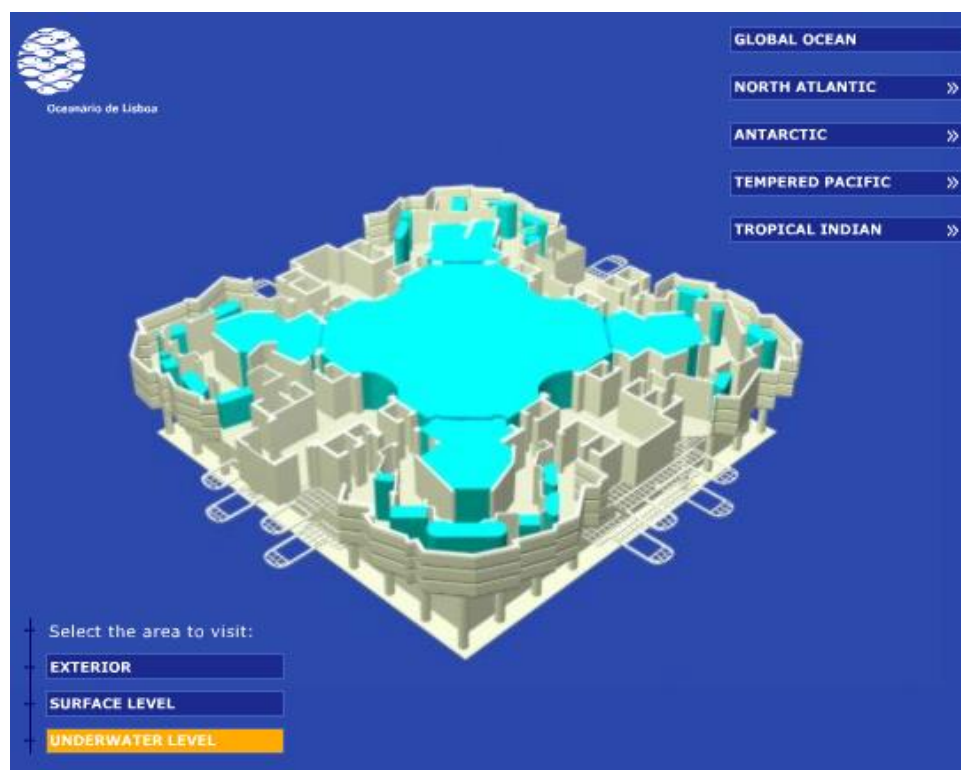 Oceanário de Lisboa
GLOBAL OCEAN
NORTH ATLANTIC »
ANTARCTIC »
TEMPERED PACIFIC »
TROPICAL INDIAN »
Select the area to visit:
EXTERIOR
SURFACE LEVEL
UNDERWATER LEVEL